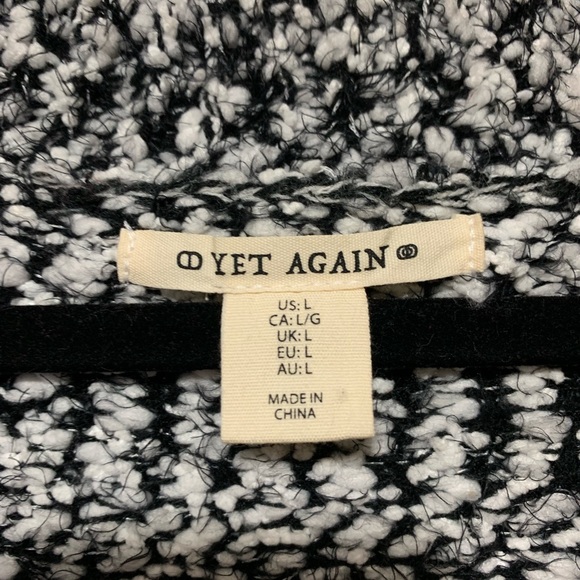 YET AGAIN
US: L
CA: L/G
UK: L
EU: L
AU: L
MADE IN
CHINA